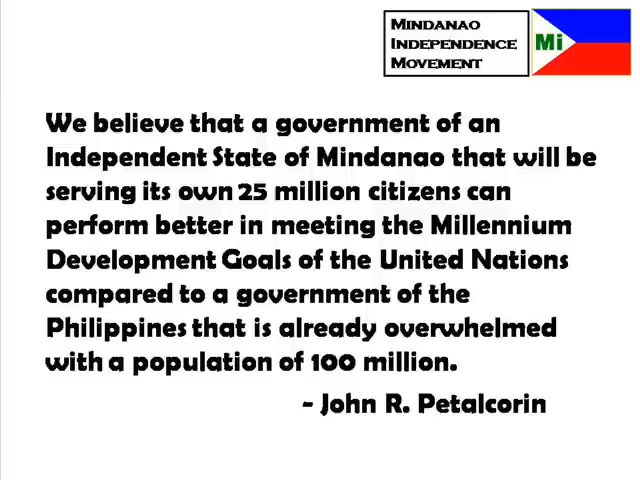 Mindanao
Independence
Movement
Mi
We believe that a government of an
Independent State of Mindanao that will be
serving its own 25 million citizens can
perform better in meeting the Millennium
Development Goals of the United Nations
compared to a government of the
Philippines that is already overwhelmed
with a population of 100 million.
- John R. Petalcorin